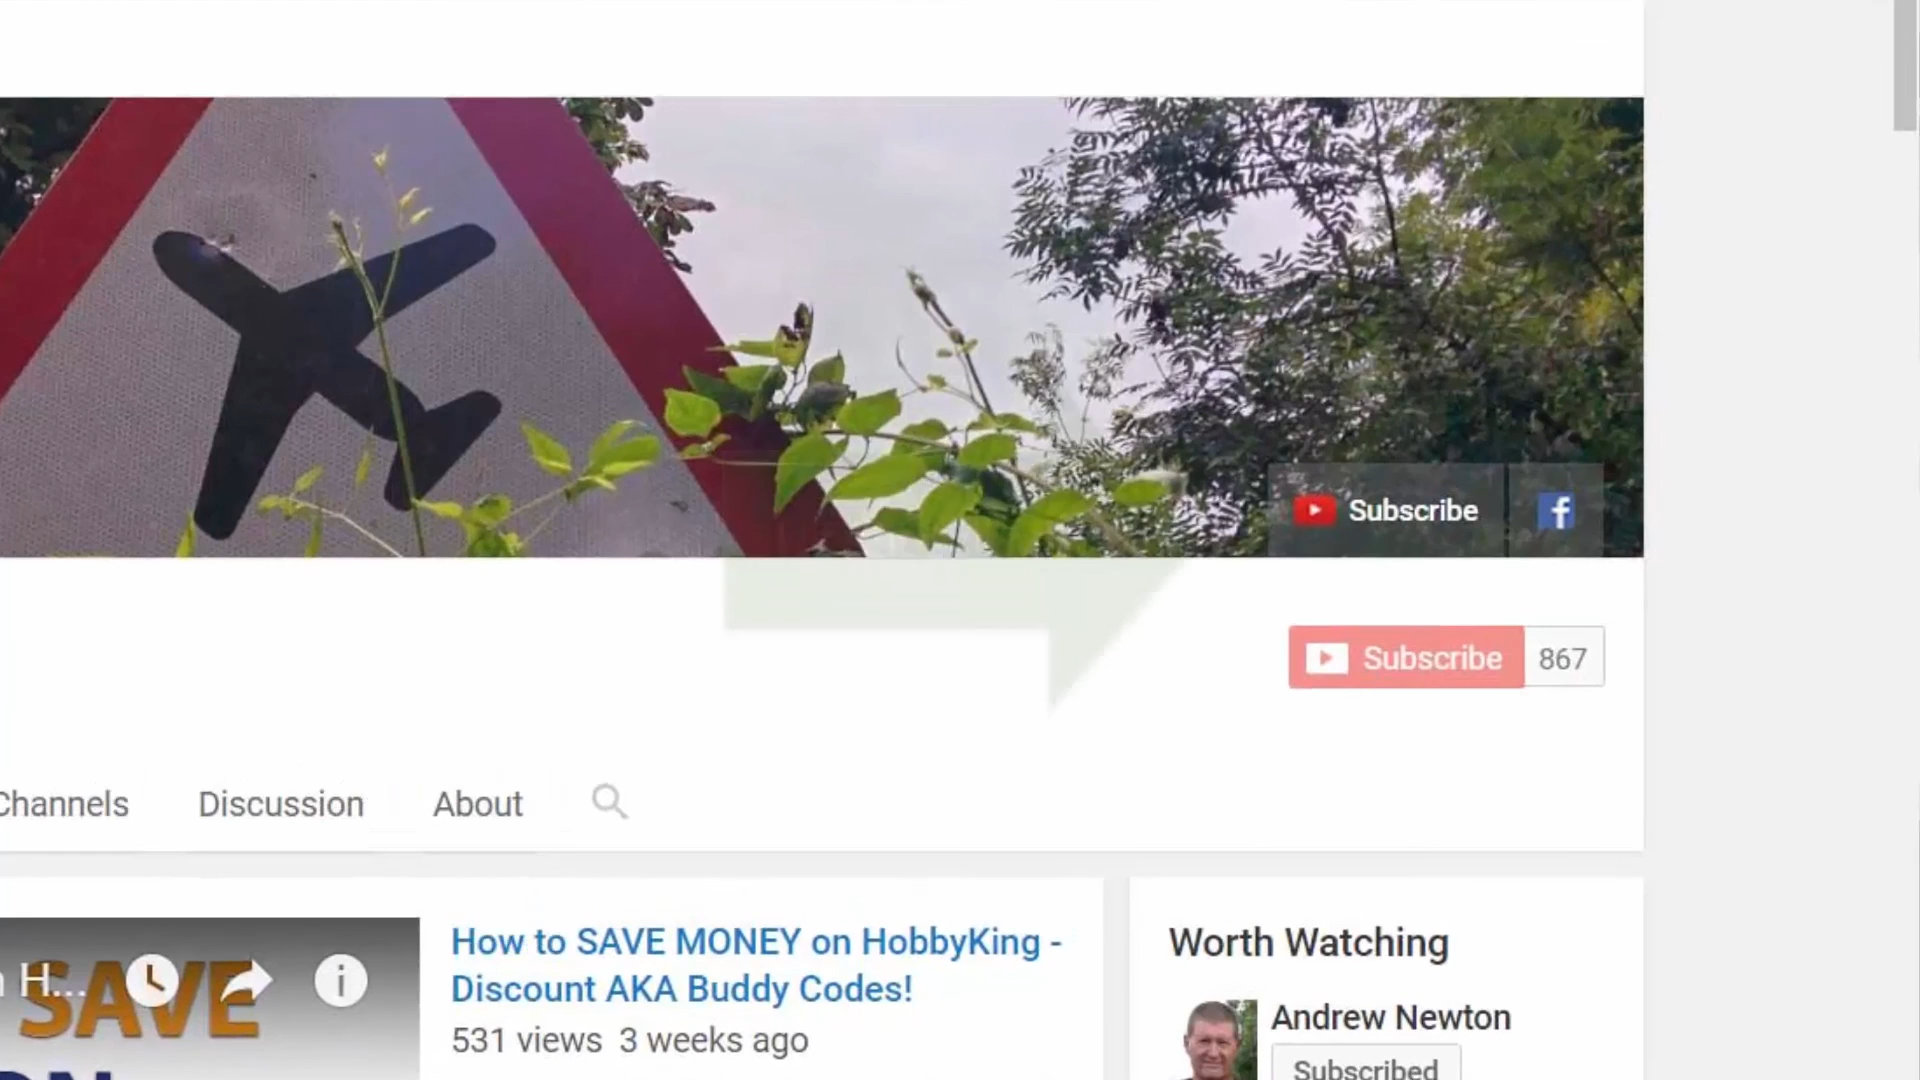 Subscribe
Subscribe 867
Channels Discussion About
H...
SAVE
How to SAVE MONEY on HobbyKing -
Discount AKA Buddy Codes!
531 views 3 weeks ago
Worth Watching
Andrew Newton
Subscribed